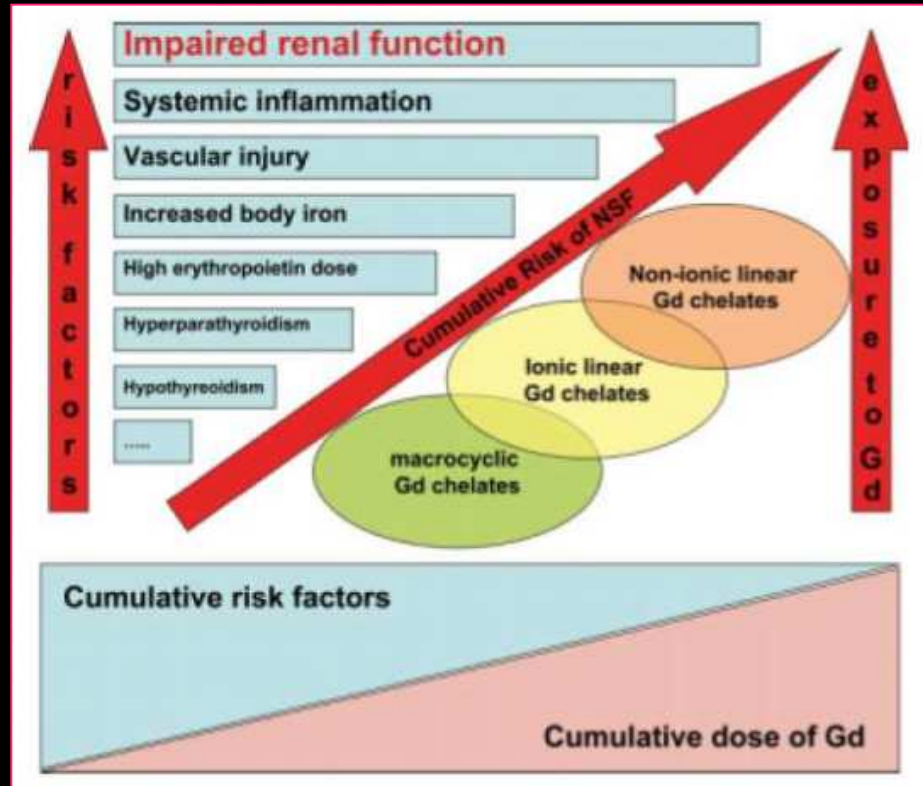 risk factors
Impaired renal function
Systemic inflammation
Vascular injury
Increased body iron
High erythropoietin dose
Hyperparathyroidism
Hypothyreoidism
.....
Cumulative Risk of NSF
Non-ionic linear
Gd chelates
Ionic linear
Gd chelates
macrocyclic
Gd chelates
exposure to Gd
Cumulative risk factors
Cumulative dose of Gd